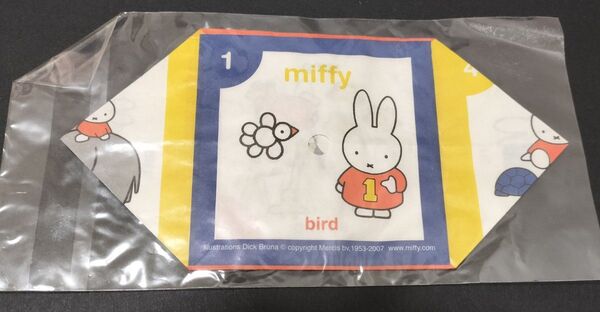 1
miffy
4
1
bird
illustrations Dick Bruna © copyright Mercis bv,1953-2007 www.miffy.com